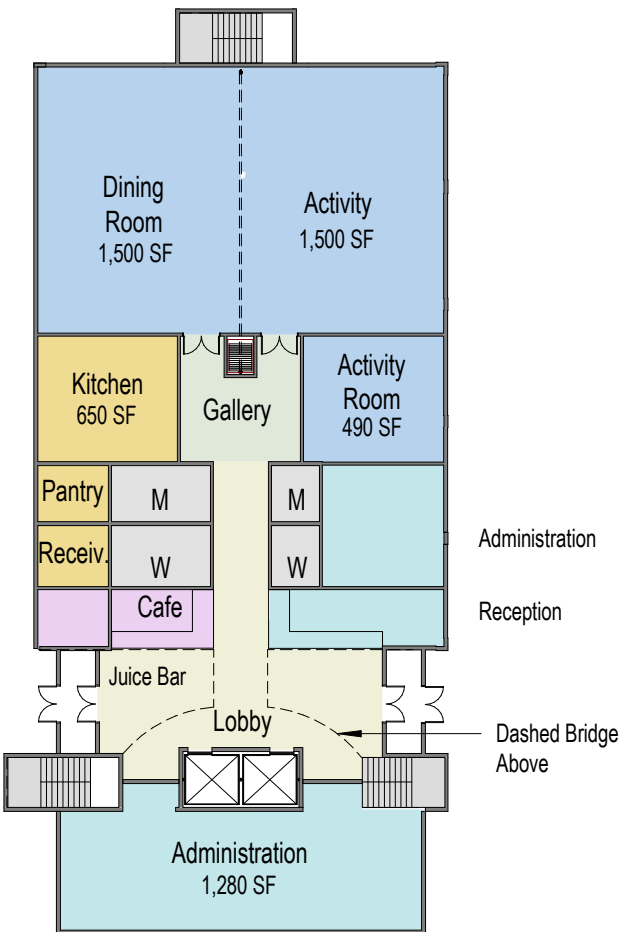 Dining
Room
1,500 SF
Activity
1,500 SF
Kitchen
650 SF
Gallery
Activity
Room
490 SF
Pantry
M
M
Receiv.
W
W
Administration
Cafe
Reception
Juice Bar
Lobby
Dashed Bridge
Above
Administration
1,280 SF